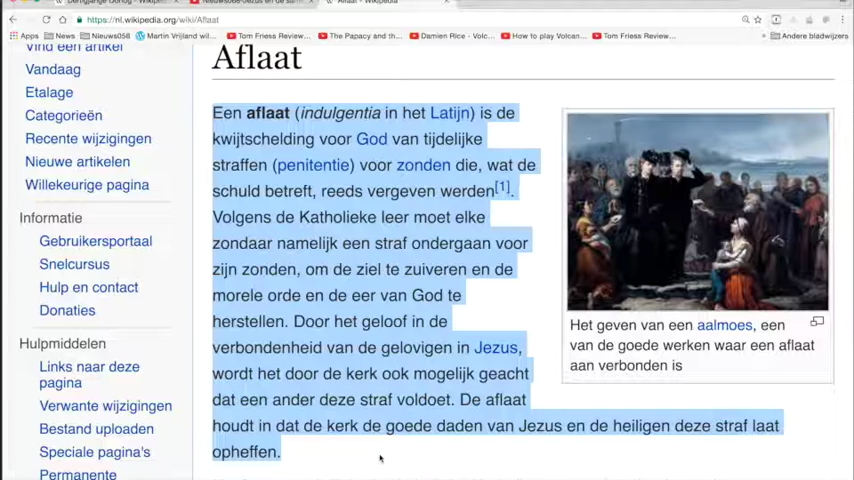 https://nl.wikipedia.org/wiki/Aflaat
Apps News Nieuws058 Martin Vrijland wil... Tom Friess Review... The Papacy and th... Damien Rice - Volc... How to play Volcan... Tom Friess Review... Andere bladwijzers
Vind een artikel
Vandaag
Etalage
Categorieën
Recente wijzigingen
Nieuwe artikelen
Willekeurige pagina
Informatie
Gebruikersportaal
Snelcursus
Hulp en contact
Donaties
Hulpmiddelen
Links naar deze
pagina
Verwante wijzigingen
Bestand uploaden
Speciale pagina's
Permanente
Aflaat
Een aflaat (indulgentia in het Latijn) is de
kwijtschelding voor God van tijdelijke
straffen (penitentie) voor zonden die, wat de
schuld betreft, reeds vergeven werden[1].
Volgens de Katholieke leer moet elke
zondaar namelijk een straf ondergaan voor
zijn zonden, om de ziel te zuiveren en de
morele orde en de eer van God te
herstellen. Door het geloof in de
verbondenheid van de gelovigen in Jezus,
wordt het door de kerk ook mogelijk geacht
dat een ander deze straf voldoet. De aflaat
houdt in dat de kerk de goede daden van Jezus en de heiligen deze straf laat
opheffen.
Het geven van een aalmoes, een
van de goede werken waar een aflaat
aan verbonden is